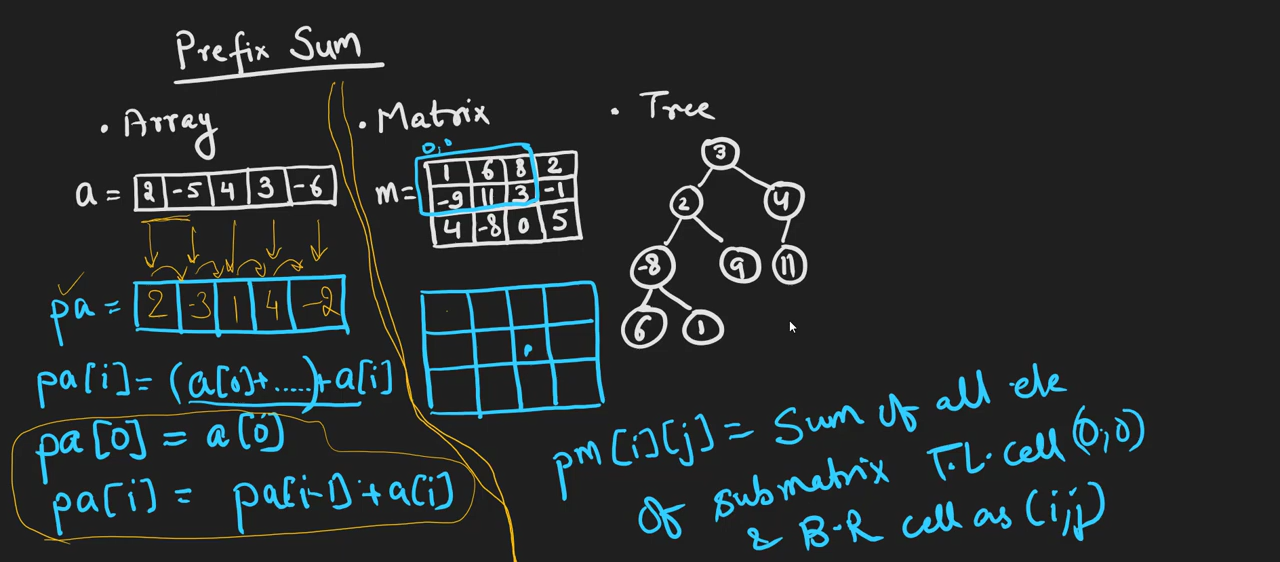 Prefix Sum
• Array
a = 2 -5 4 3 -6
pa = 2 -3 1 4 -2
pa[i] = (a[0]+.....)+a[i]
pa[0] = a[0]
pa[i] = pa[i-1]+a[i]
• Matrix
0,0
m =
1 6 8 2
-9 11 3 -1
4 -8 0 5
• Tree
3
2 4
-8 9 11
6 1
pm[i][j] = Sum of all ele
of submatrix T.L. cell (0,0)
& B-R cell as (i,j)